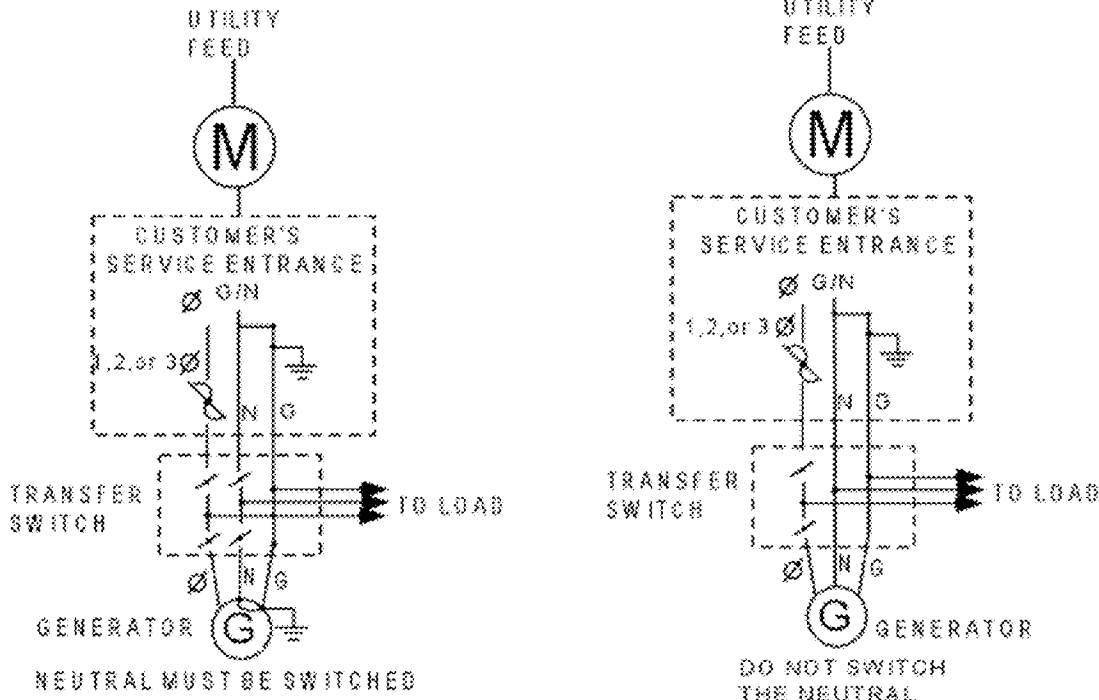 UTILITY
FEED
M
CUSTOMER'S
SERVICE ENTRANCE
Ø G/N
1,2,or 3Ø
N G
TRANSFER
SWITCH
TO LOAD
Ø N G
GENERATOR
G
NEUTRAL MUST BE SWITCHED
UTILITY
FEED
M
CUSTOMER'S
SERVICE ENTRANCE
Ø G/N
1,2,or 3Ø
N G
TRANSFER
SWITCH
TO LOAD
Ø N G
G
GENERATOR
DO NOT SWITCH
THE NEUTRAL